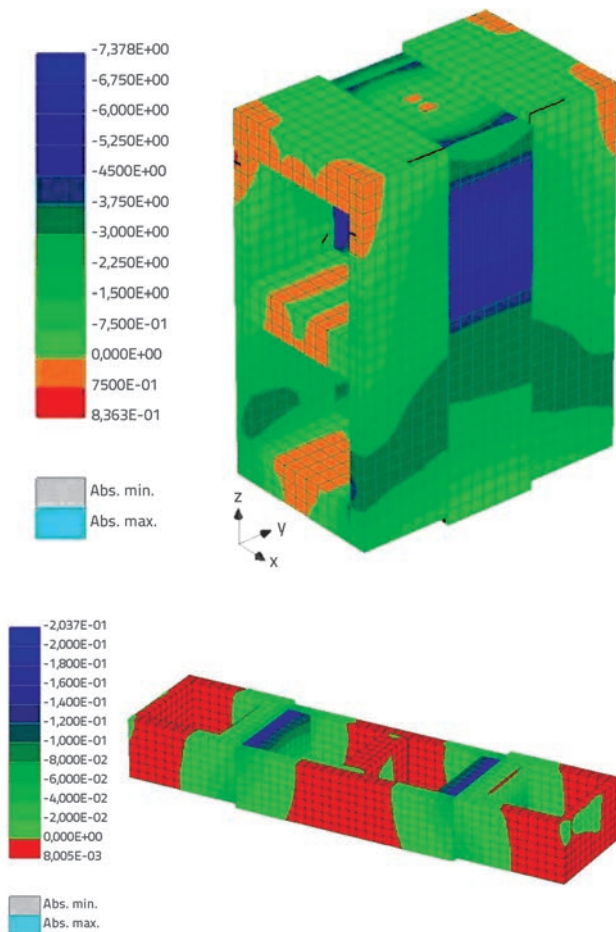 -7,378E+00
-6,750E+00
-6,000E+00
-5,250E+00
-4500E+00
-3,750E+00
-3,000E+00
-2,250E+00
-1,500E+00
-7,500E-01
0,000E+00
7500E-01
8,363E-01
Abs. min.
Abs. max.
z
y
x
-2,037E-01
-2,000E-01
-1,800E-01
-1,600E-01
-1,400E-01
-1,200E-01
-1,000E-01
-8,000E-02
-6,000E-02
-4,000E-02
-2,000E-02
0,000E+00
8,005E-03
Abs. min.
Abs. max.